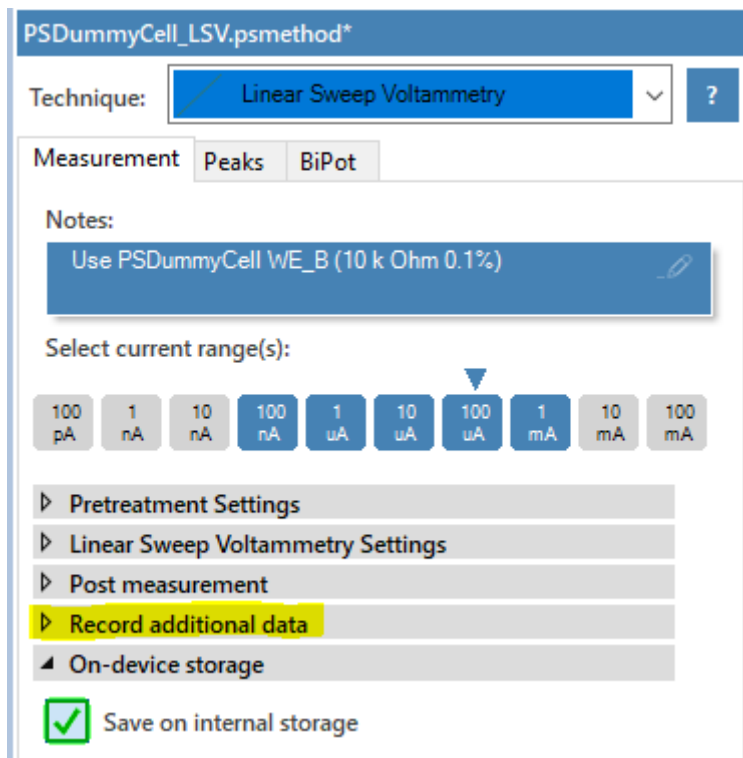 PSDummyCell_LSV.psmethod*
Technique: Linear Sweep Voltammetry ?
Measurement Peaks BiPot
Notes:
Use PSDummyCell WE_B (10 k Ohm 0.1%)
Select current range(s):
100 1 10 100 1 10 100 1 10 100
pA nA nA nA uA uA uA mA mA mA
Pretreatment Settings
Linear Sweep Voltammetry Settings
Post measurement
Record additional data
On-device storage
Save on internal storage